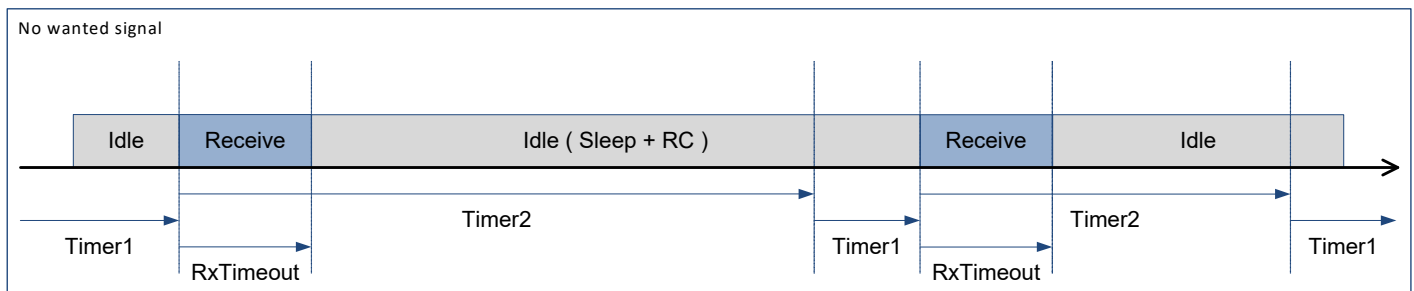 No wanted signal
Idle
Receive
Idle ( Sleep + RC )
Receive
Idle
Timer2
Timer2
Timer1
Timer1
Timer1
RxTimeout
RxTimeout